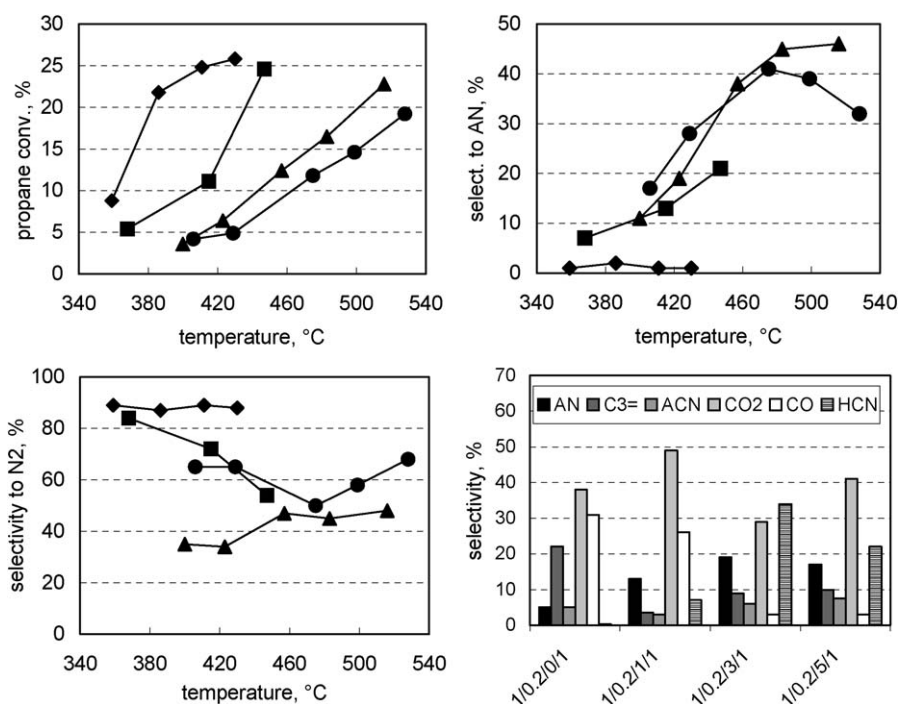 30
25
20
15
10
5
0
propane conv., %
340 380 420 460 500 540
temperature, °C
50
40
30
20
10
0
select. to AN, %
340 380 420 460 500 540
temperature, °C
100
80
60
40
20
0
selectivity to N2, %
340 380 420 460 500 540
temperature, °C
70
60
50
40
30
20
10
0
selectivity, %
AN C3= ACN CO2 CO HCN
1/0.2/0/1
1/0.2/1/1
1/0.2/3/1
1/0.2/5/1